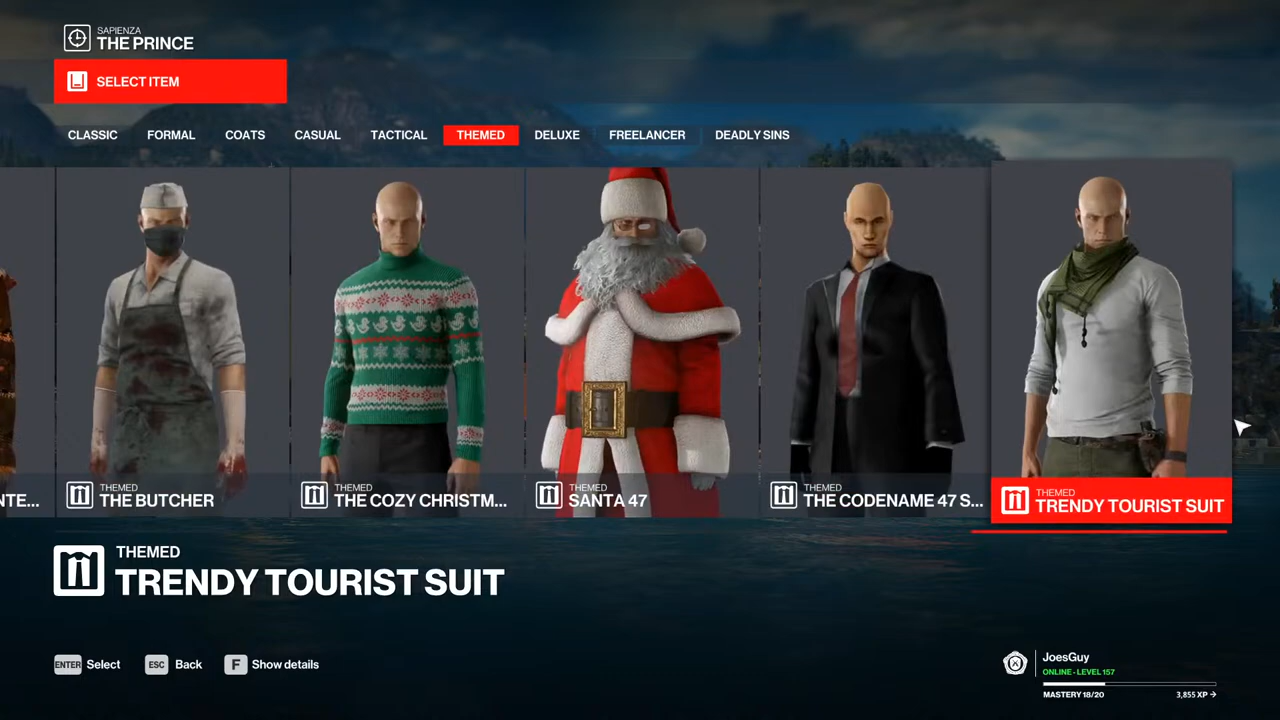 SAPIENZA
THE PRINCE
SELECT ITEM
CLASSIC FORMAL COATS CASUAL TACTICAL THEMED DELUXE FREELANCER DEADLY SINS
NTE...
THEMED
THE BUTCHER
THEMED
THE COZY CHRISTM...
THEMED
SANTA 47
THEMED
THE CODENAME 47 S...
THEMED
TRENDY TOURIST SUIT
THEMED
TRENDY TOURIST SUIT
ENTER Select ESC Back F Show details
JoesGuy
ONLINE - LEVEL 157
MASTERY 18/20 3,855 XP